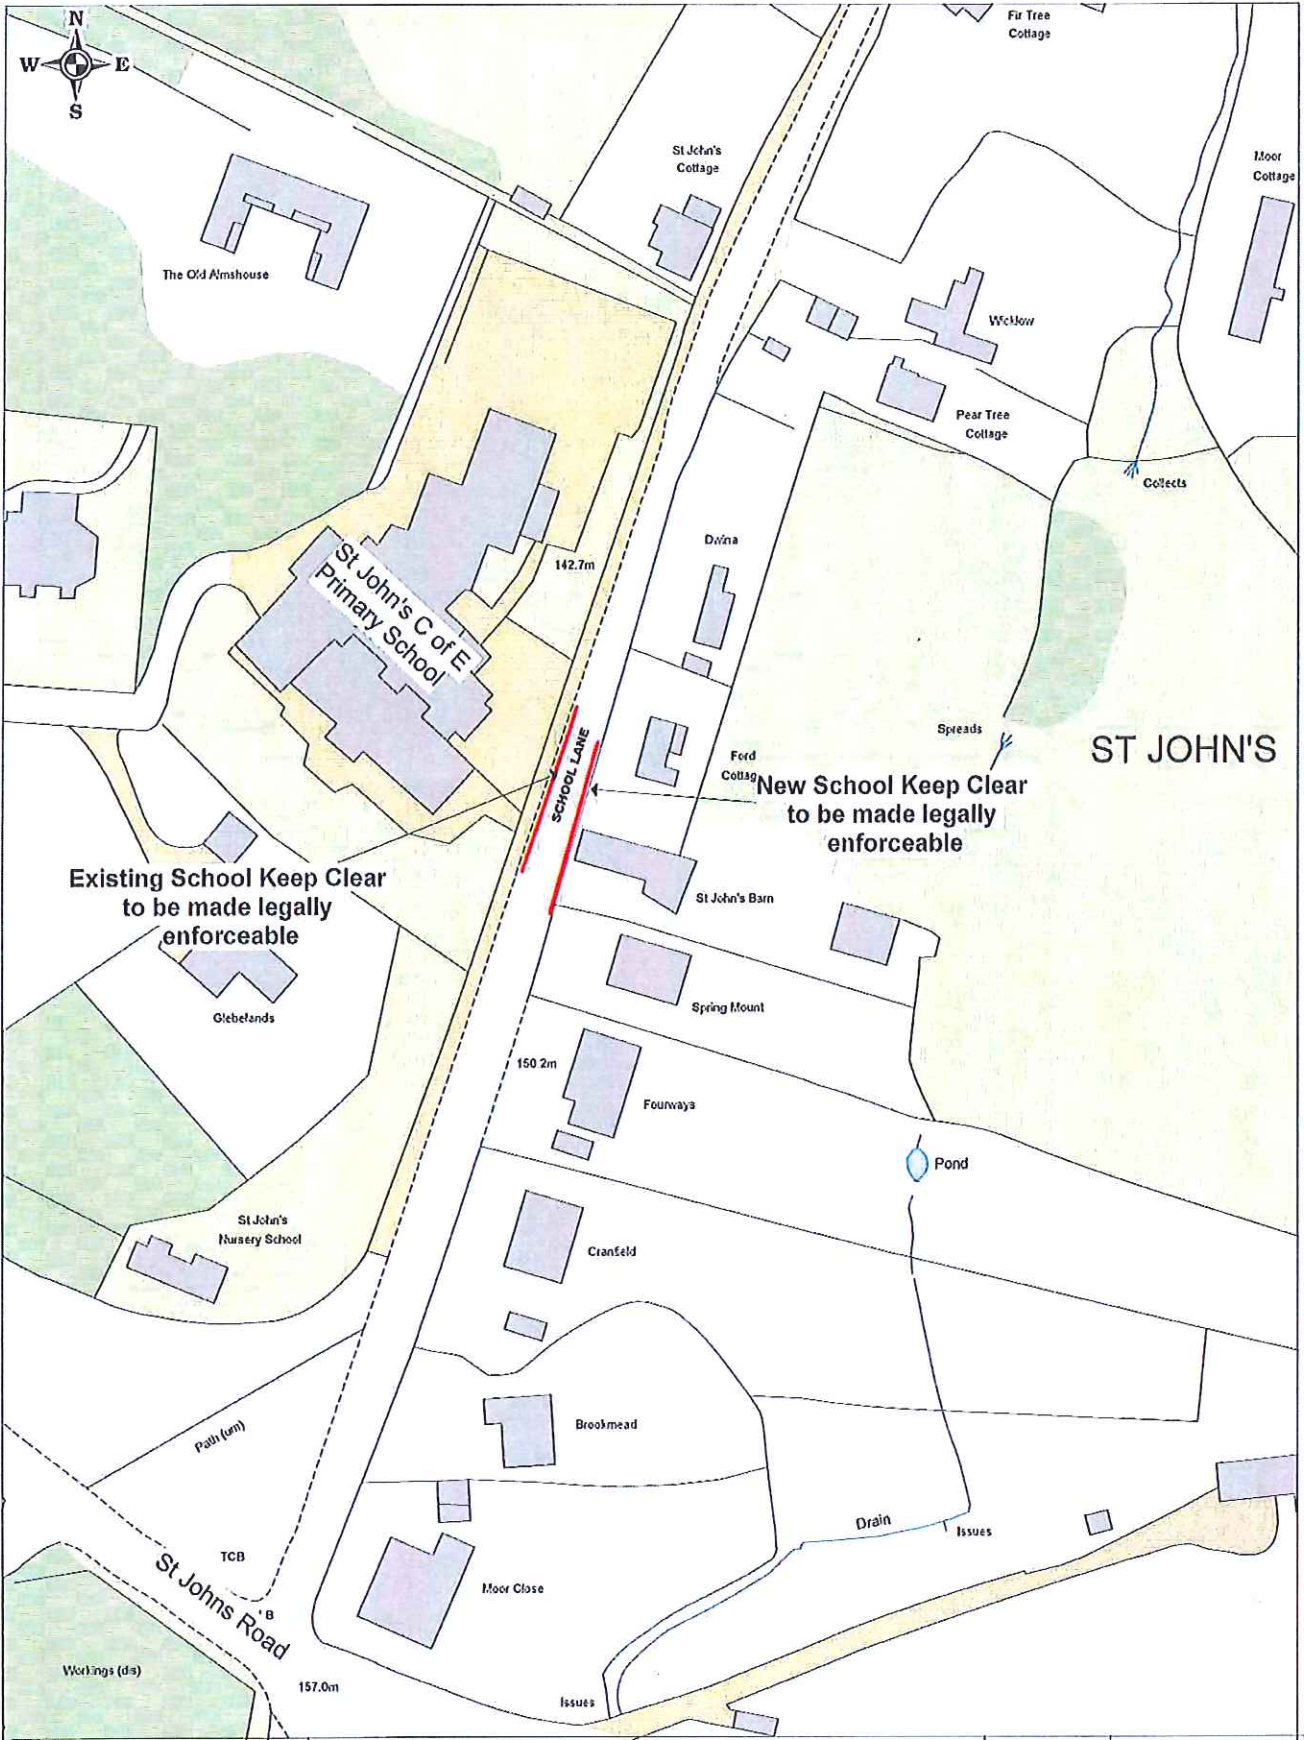 N
W E
S
Fir Tree
Cottage
St John's
Cottage
Moor
Cottage
The Old Almshouse
Wicklow
Pear Tree
Cottage
Collects
Dwina
142.7m
St John's C of E
Primary School
Spreads
ST JOHN'S
SCHOOL LANE
Ford
Cottag
New School Keep Clear
to be made legally
enforceable
Existing School Keep Clear
to be made legally
enforceable
St John's Barn
Spring Mount
Glebelands
150.2m
Fourways
Pond
St John's
Nursery School
Cranfield
Brookmead
Path (um)
Drain
Issues
TCB
B
St Johns Road
Moor Close
Workings (dis)
157.0m
Issues